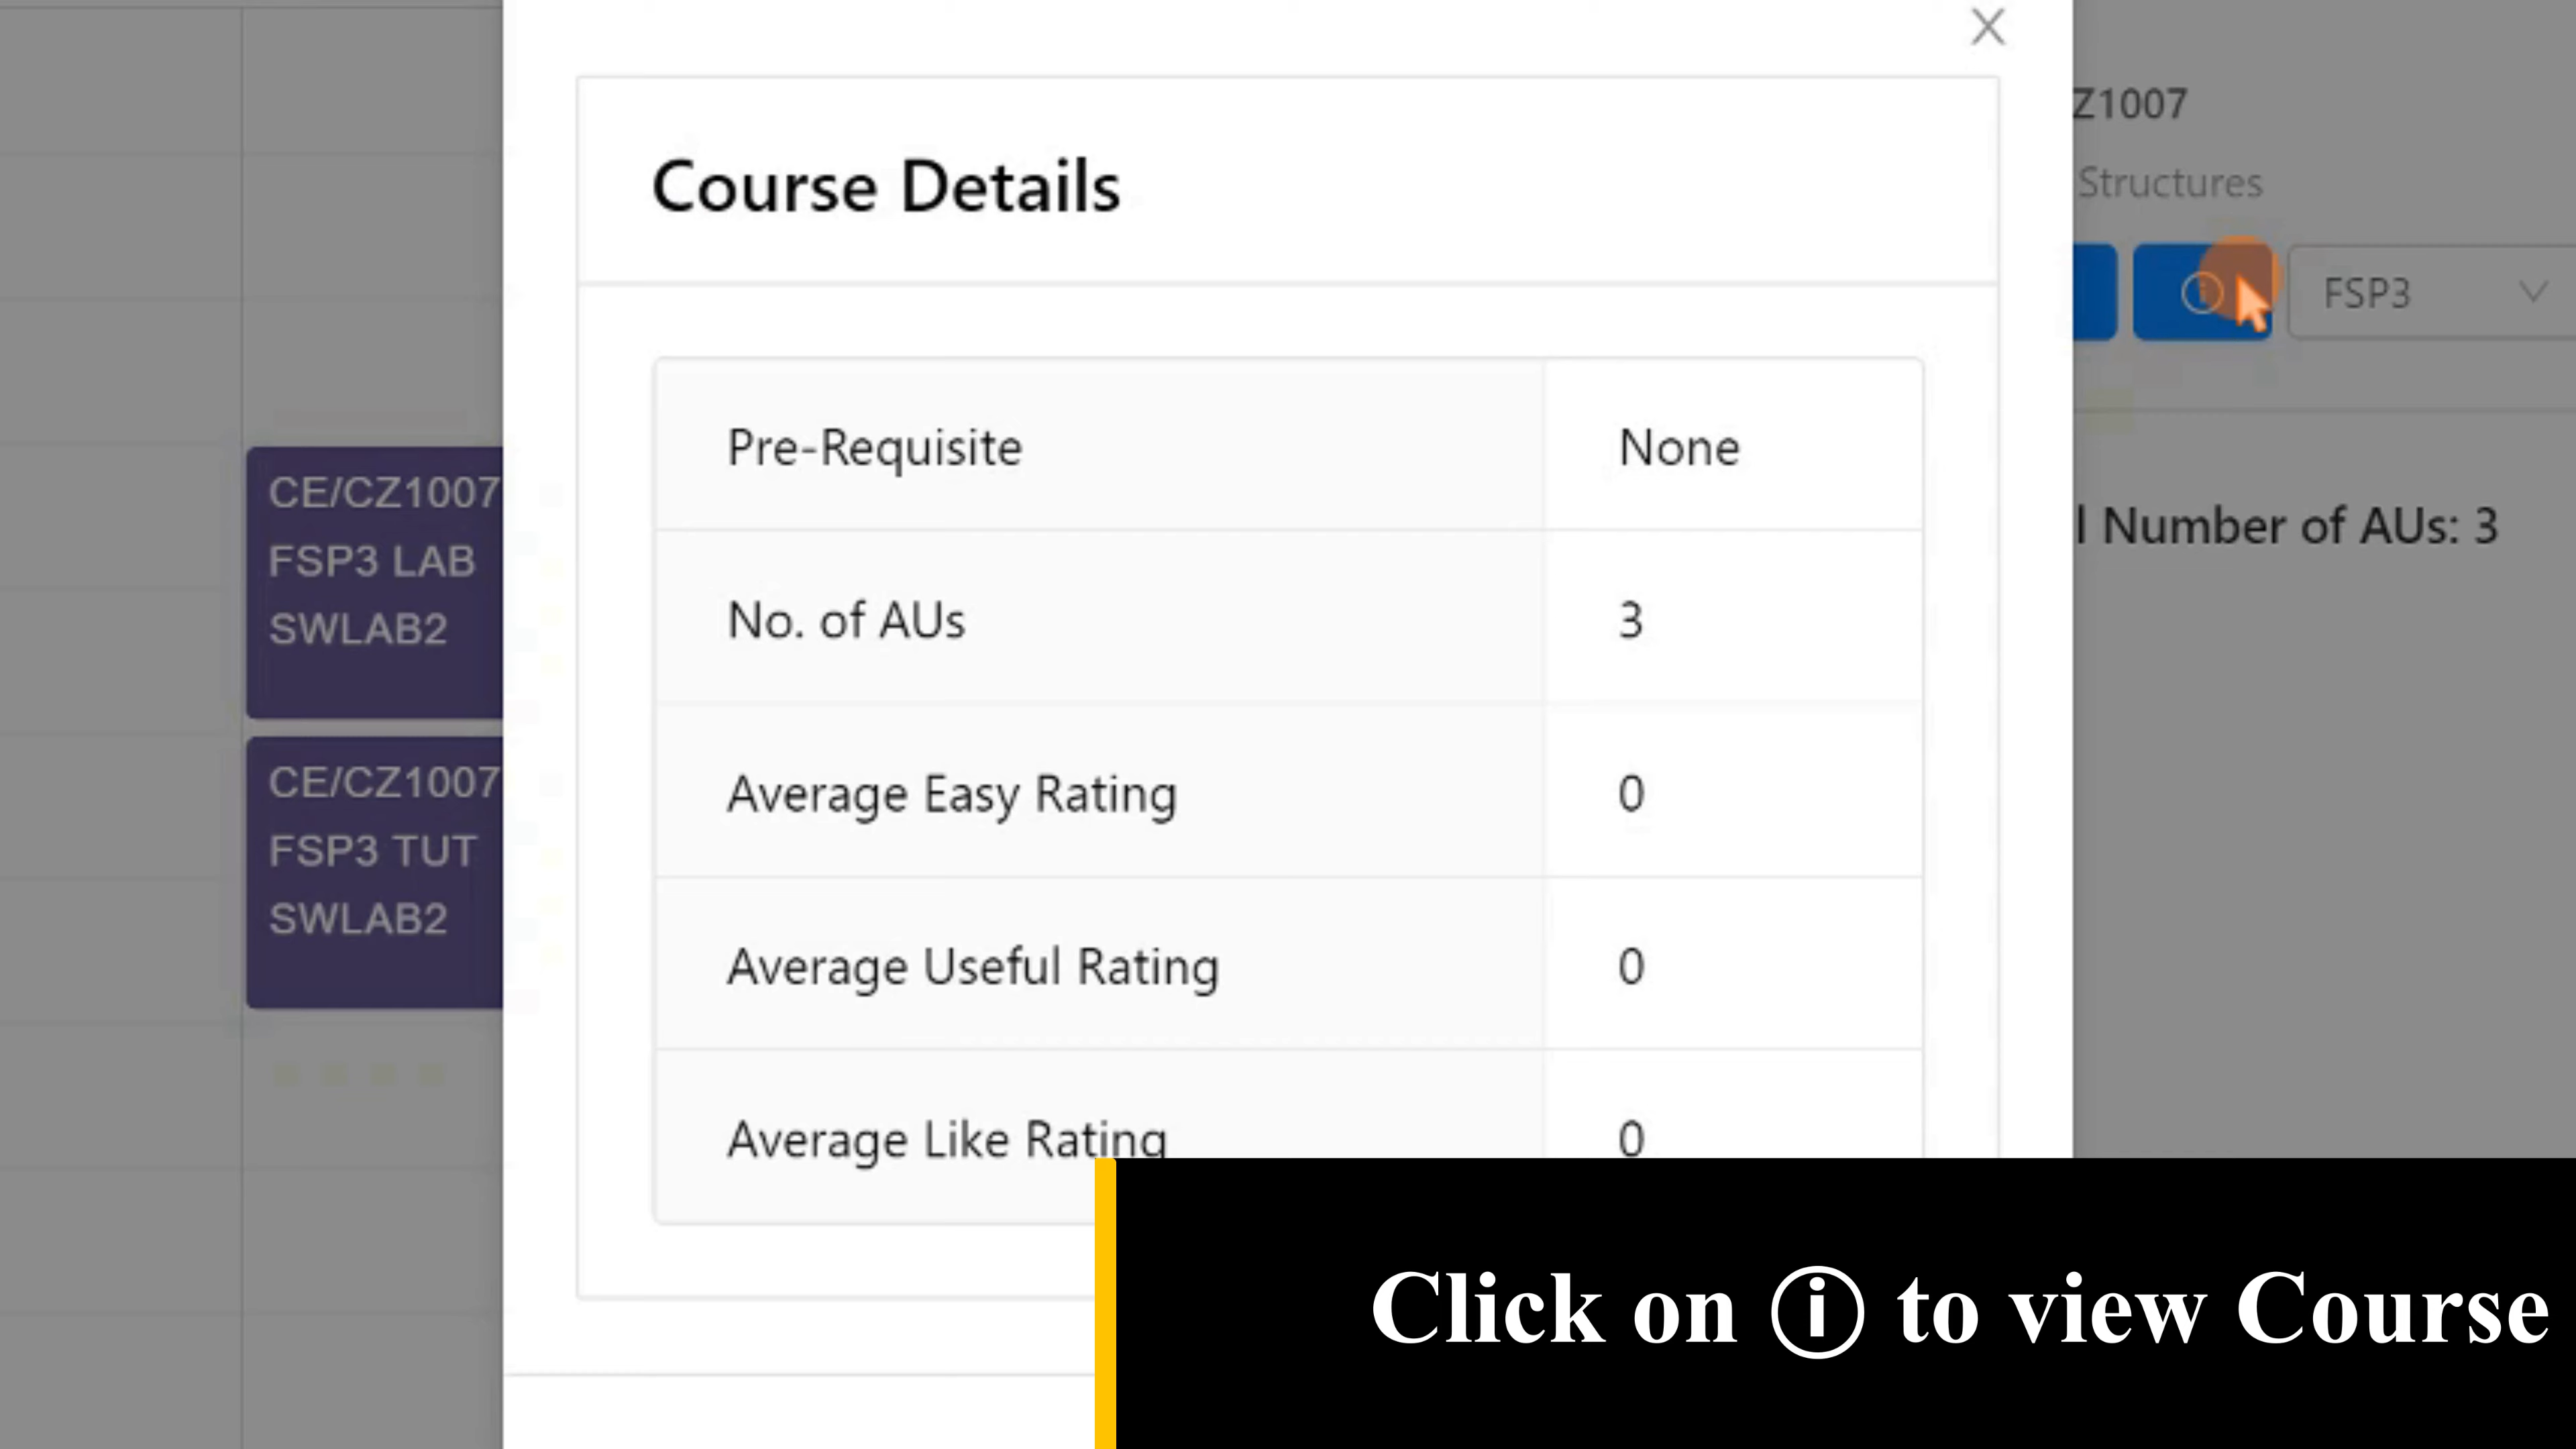 Course Details
Pre-Requisite None
No. of AUs 3
Average Easy Rating 0
Average Useful Rating 0
Average Like Rating 0
CE/CZ1007
FSP3 LAB
SWLAB2
CE/CZ1007
FSP3 TUT
SWLAB2
Z1007
Structures
FSP3
Number of AUs: 3
Click on ⓘ to view Course